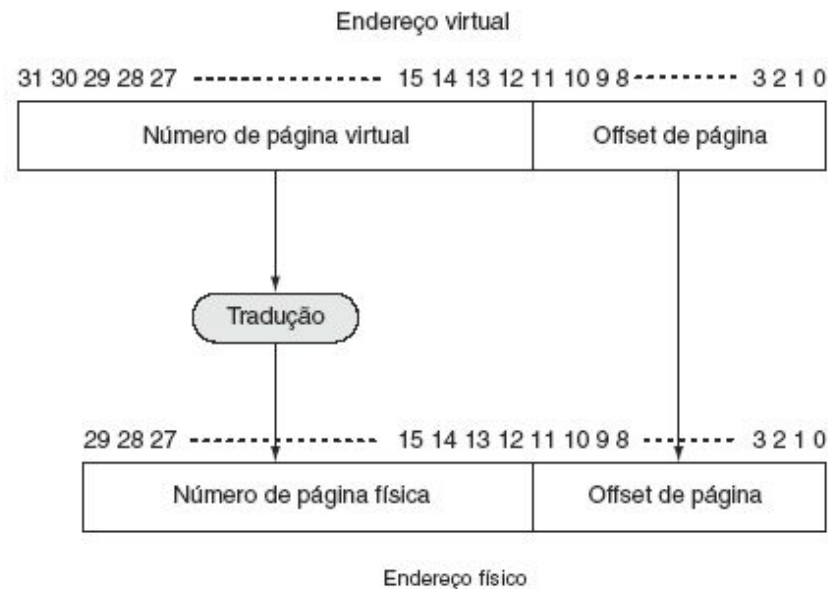 Endereço virtual
31 30 29 28 27 ---------------------- 15 14 13 12 11 10 9 8 --------- 3 2 1 0
Número de página virtual Offset de página
Tradução
29 28 27 ---------------------- 15 14 13 12 11 10 9 8 --------- 3 2 1 0
Número de página física Offset de página
Endereço físico